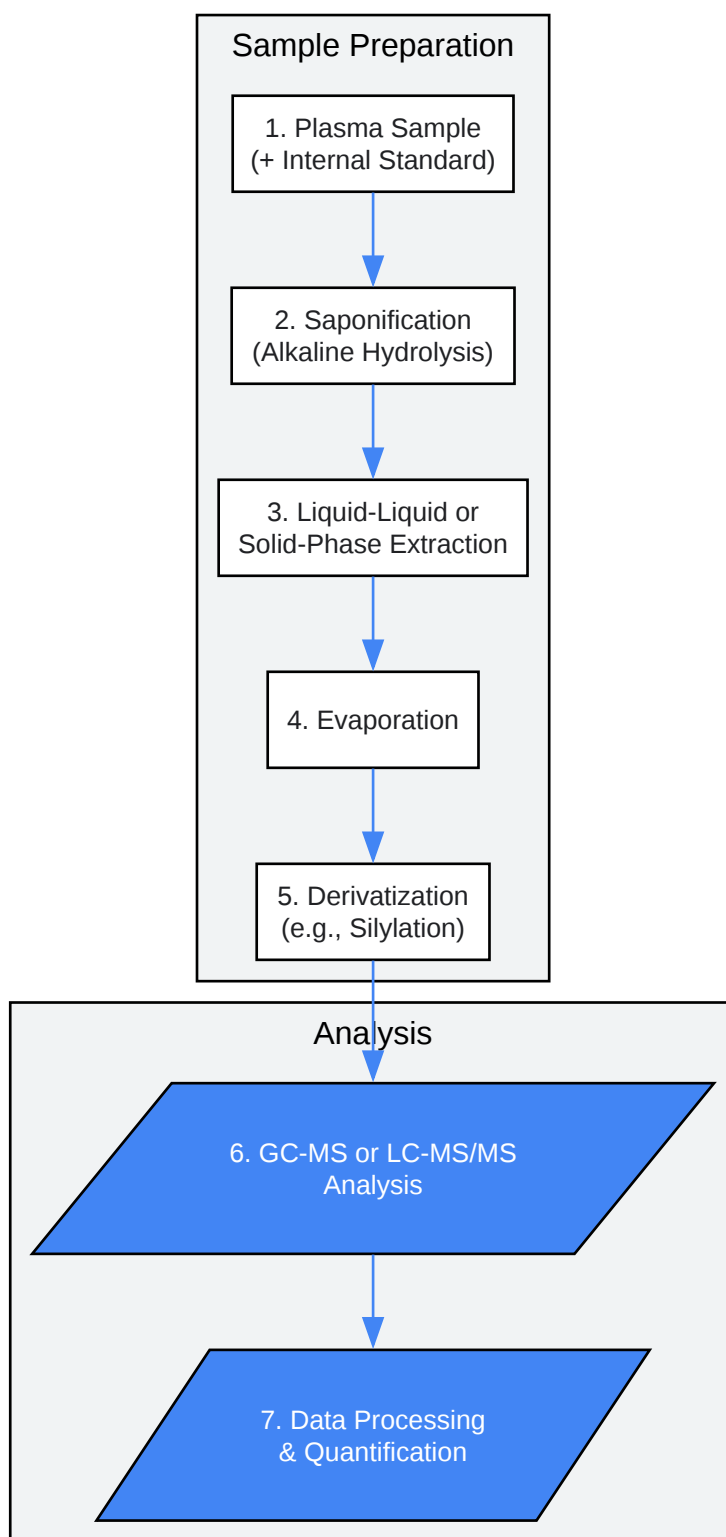 Sample Preparation
1. Plasma Sample
(+ Internal Standard)
2. Saponification
(Alkaline Hydrolysis)
3. Liquid-Liquid or
Solid-Phase Extraction
4. Evaporation
5. Derivatization
(e.g., Silylation)
Analysis
6. GC-MS or LC-MS/MS
Analysis
7. Data Processing
& Quantification